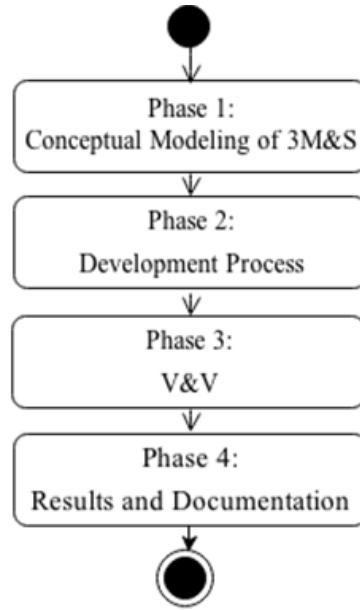 Phase 1:
Conceptual Modeling of 3M&S
Phase 2:
Development Process
Phase 3:
V&V
Phase 4:
Results and Documentation